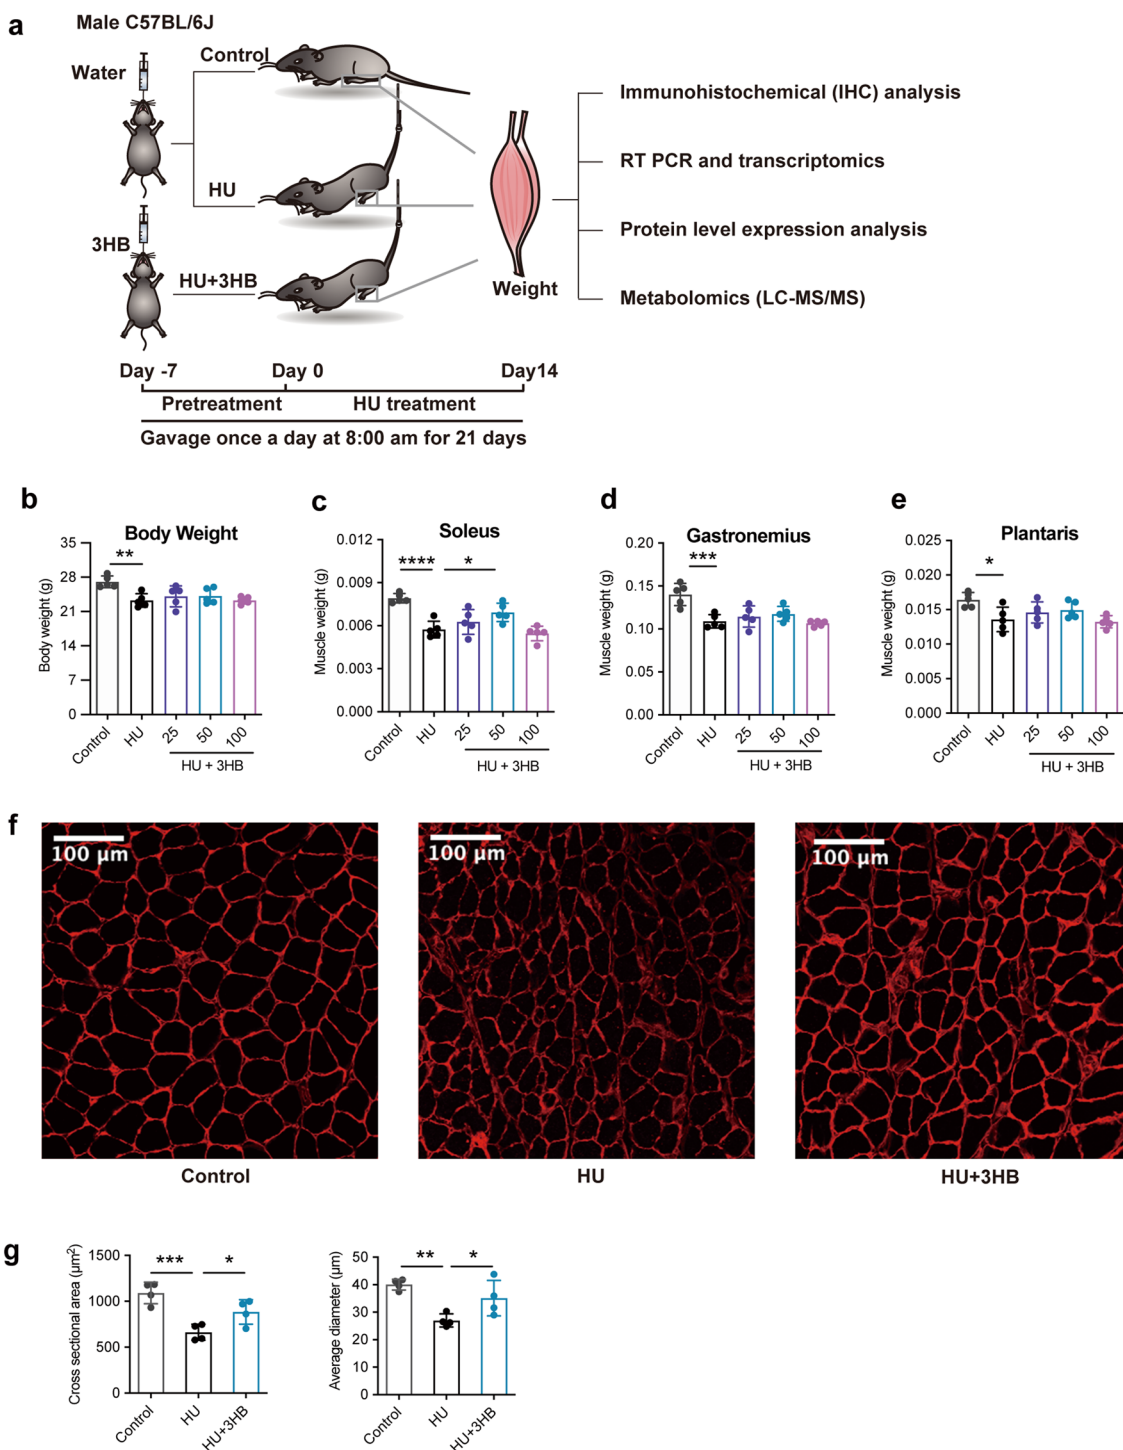 a
Male C57BL/6J
Water
Control
HU
3HB
HU+3HB
Weight
Immunohistochemical (IHC) analysis
RT PCR and transcriptomics
Protein level expression analysis
Metabolomics (LC-MS/MS)
Day -7
Day 0
Day14
Pretreatment
HU treatment
Gavage once a day at 8:00 am for 21 days
b
Body Weight
Body weight (g)
35
28
21
14
7
0
**
Control
HU
25
50
100
HU + 3HB
c
Soleus
Muscle weight (g)
0.012
0.009
0.006
0.003
0.000
****
*
Control
HU
25
50
100
HU + 3HB
d
Gastronemius
Muscle weight (g)
0.20
0.15
0.10
0.05
0.00
***
Control
HU
25
50
100
HU + 3HB
e
Plantaris
Muscle weight (g)
0.025
0.020
0.015
0.010
0.005
0.000
*
Control
HU
25
50
100
HU + 3HB
f
100 μm
100 μm
100 μm
Control
HU
HU+3HB
g
Cross sectional area (μm²)
1500
1000
500
0
***
*
Control
HU
HU+3HB
Average diameter (μm)
50
40
30
20
10
0
**
*
Control
HU
HU+3HB